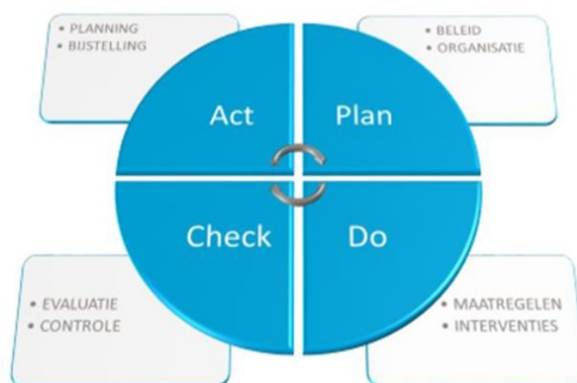 • PLANNING
• BIJSTELLING
• BELEID
• ORGANISATIE
Act
Plan
Check
Do
• EVALUATIE
• CONTROLE
• MAATREGELEN
• INTERVENTIES